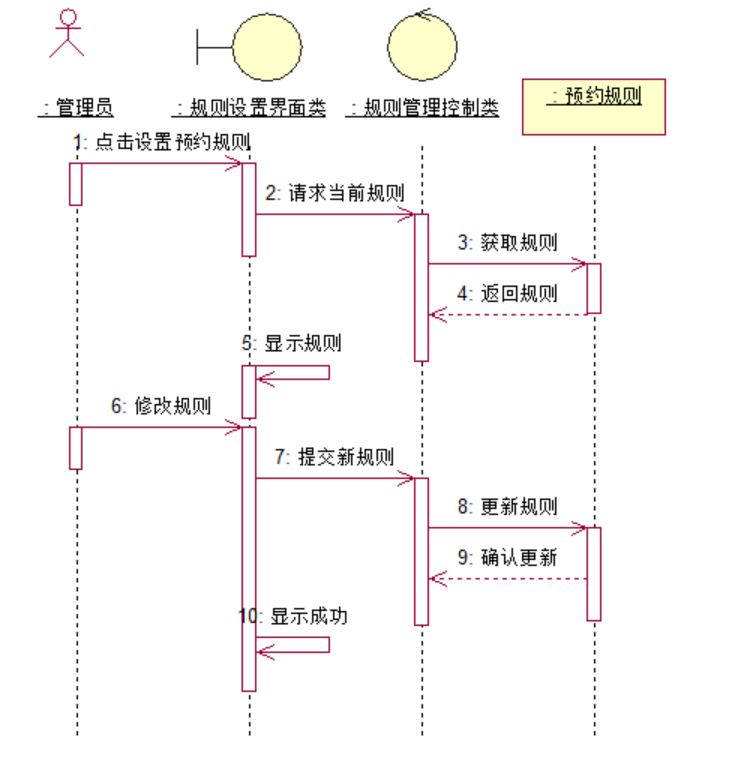 : 管理员
: 规则设置界面类
: 规则管理控制类
: 预约规则
1: 点击设置预约规则
2: 请求当前规则
3: 获取规则
4: 返回规则
5: 显示规则
6: 修改规则
7: 提交新规则
8: 更新规则
9: 确认更新
10: 显示成功